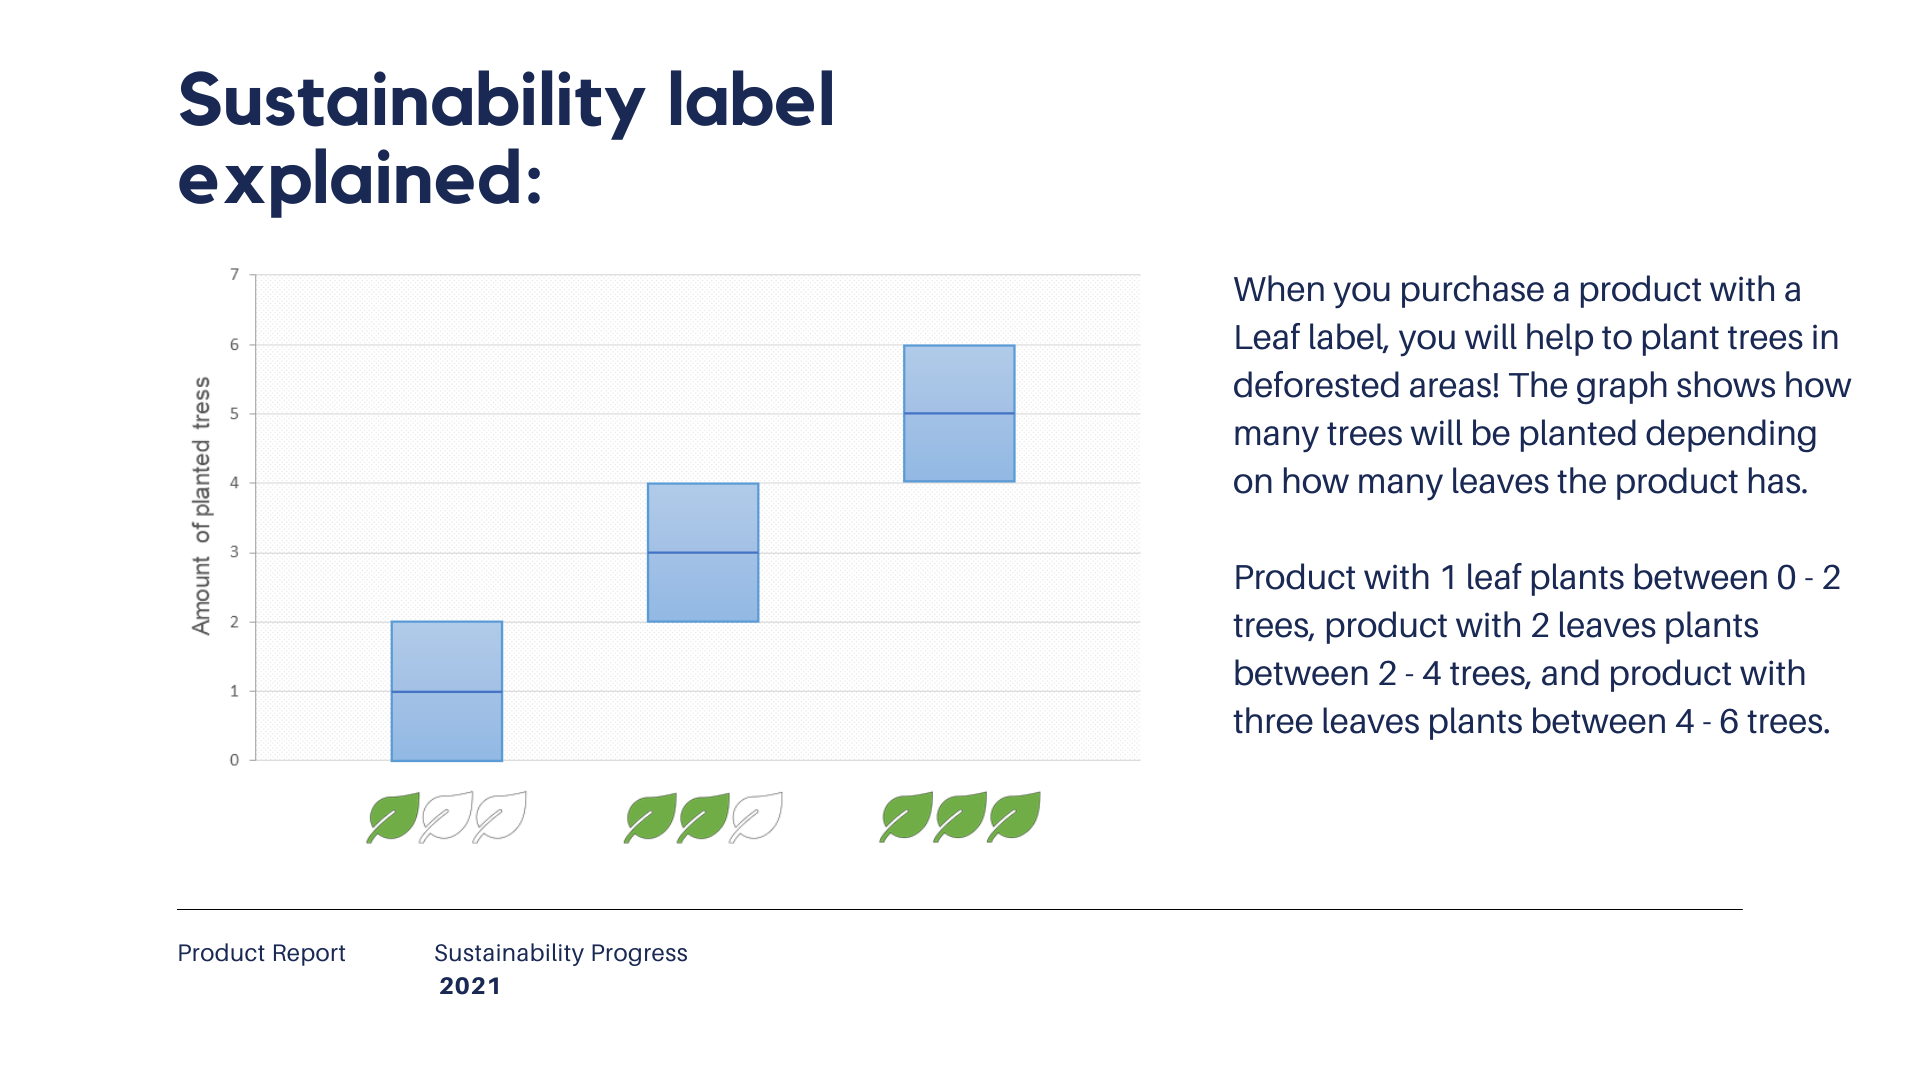 Sustainability label
explained:
7
6
5
4
3
2
1
0
Amount of planted tress
When you purchase a product with a
Leaf label, you will help to plant trees in
deforested areas! The graph shows how
many trees will be planted depending
on how many leaves the product has.
Product with 1 leaf plants between 0 - 2
trees, product with 2 leaves plants
between 2 - 4 trees, and product with
three leaves plants between 4 - 6 trees.
Product Report
Sustainability Progress
2021